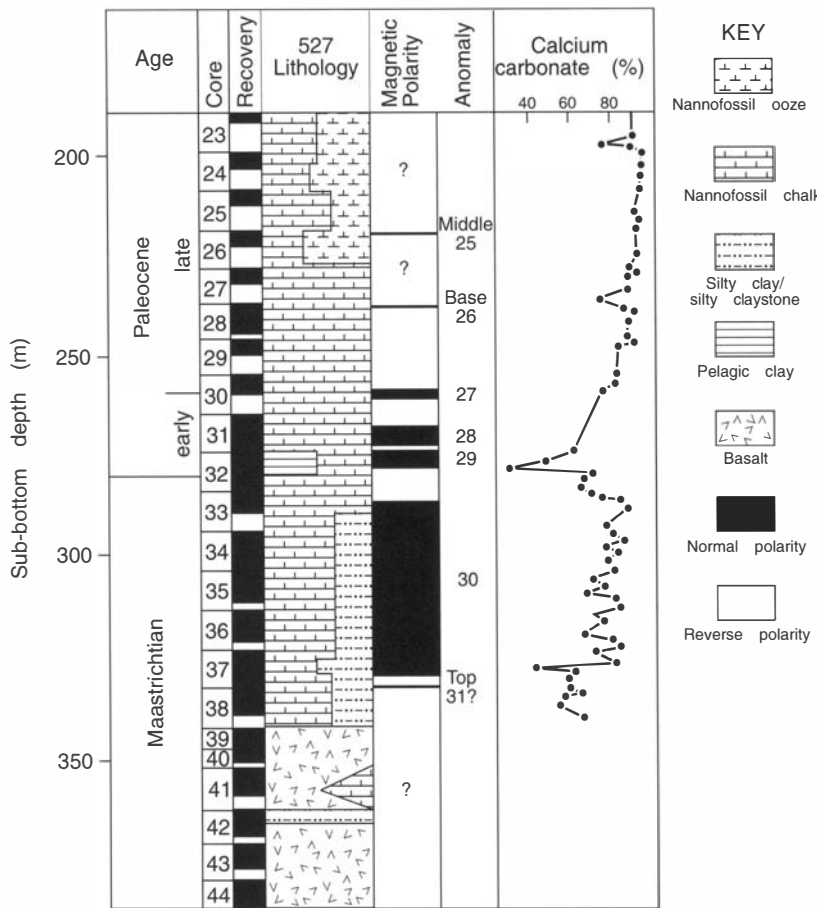 Age
Core
Recovery
527
Lithology
Magnetic
Polarity
Anomaly
Calcium
carbonate (%)
40 60 80
Sub-bottom depth (m)
200
250
300
350
Paleocene
late
early
Maastrichtian
23
24
25
26
27
28
29
30
31
32
33
34
35
36
37
38
39
40
41
42
43
44
?
?
?
Middle
25
Base
26
27
28
29
30
Top
31?
KEY
Nannofossil ooze
Nannofossil chalk
Silty clay/
silty claystone
Pelagic clay
Basalt
Normal polarity
Reverse polarity